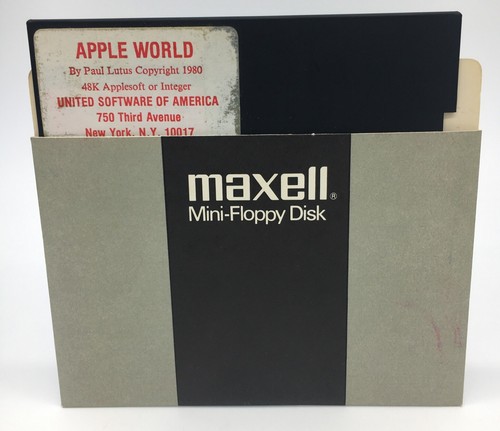 APPLE WORLD
By Paul Lutus Copyright 1980
48K Applesoft or Integer
UNITED SOFTWARE OF AMERICA
750 Third Avenue
New York, N.Y. 10017
maxell®
Mini-Floppy Disk